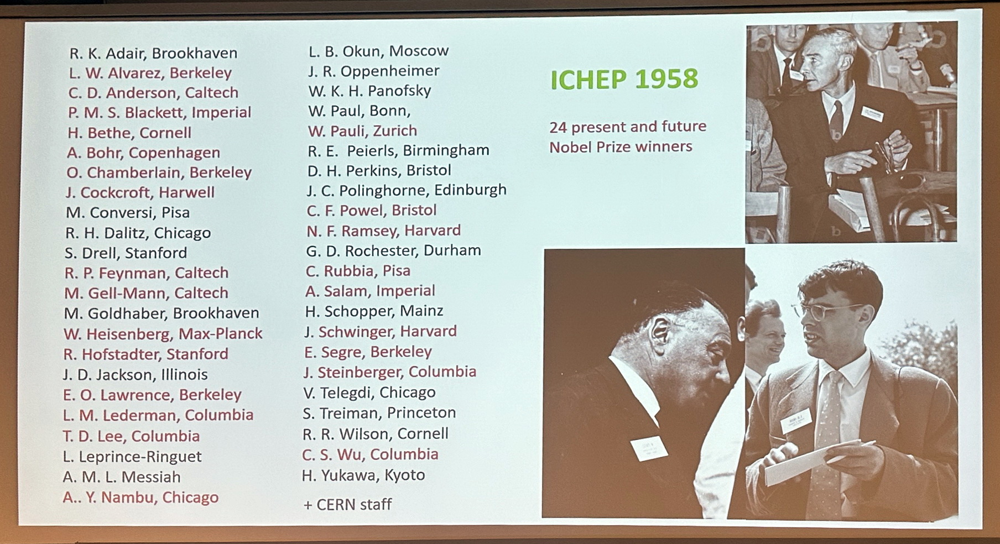 R. K. Adair, Brookhaven
L. W. Alvarez, Berkeley
C. D. Anderson, Caltech
P. M. S. Blackett, Imperial
H. Bethe, Cornell
A. Bohr, Copenhagen
O. Chamberlain, Berkeley
J. Cockcroft, Harwell
M. Conversi, Pisa
R. H. Dalitz, Chicago
S. Drell, Stanford
R. P. Feynman, Caltech
M. Gell-Mann, Caltech
M. Goldhaber, Brookhaven
W. Heisenberg, Max-Planck
R. Hofstadter, Stanford
J. D. Jackson, Illinois
E. O. Lawrence, Berkeley
L. M. Lederman, Columbia
T. D. Lee, Columbia
L. Leprince-Ringuet
A. M. L. Messiah
A.. Y. Nambu, Chicago
L. B. Okun, Moscow
J. R. Oppenheimer
W. K. H. Panofsky
W. Paul, Bonn,
W. Pauli, Zurich
R. E.  Peierls, Birmingham
D. H. Perkins, Bristol
J. C. Polinghorne, Edinburgh
C. F. Powel, Bristol
N. F. Ramsey, Harvard
G. D. Rochester, Durham
C. Rubbia, Pisa
A. Salam, Imperial
H. Schopper, Mainz
J. Schwinger, Harvard
E. Segre, Berkeley
J. Steinberger, Columbia
V. Telegdi, Chicago
S. Treiman, Princeton
R. R. Wilson, Cornell
C. S. Wu, Columbia
H. Yukawa, Kyoto
+ CERN staff
ICHEP 1958
24 present and future
Nobel Prize winners
b
b
b